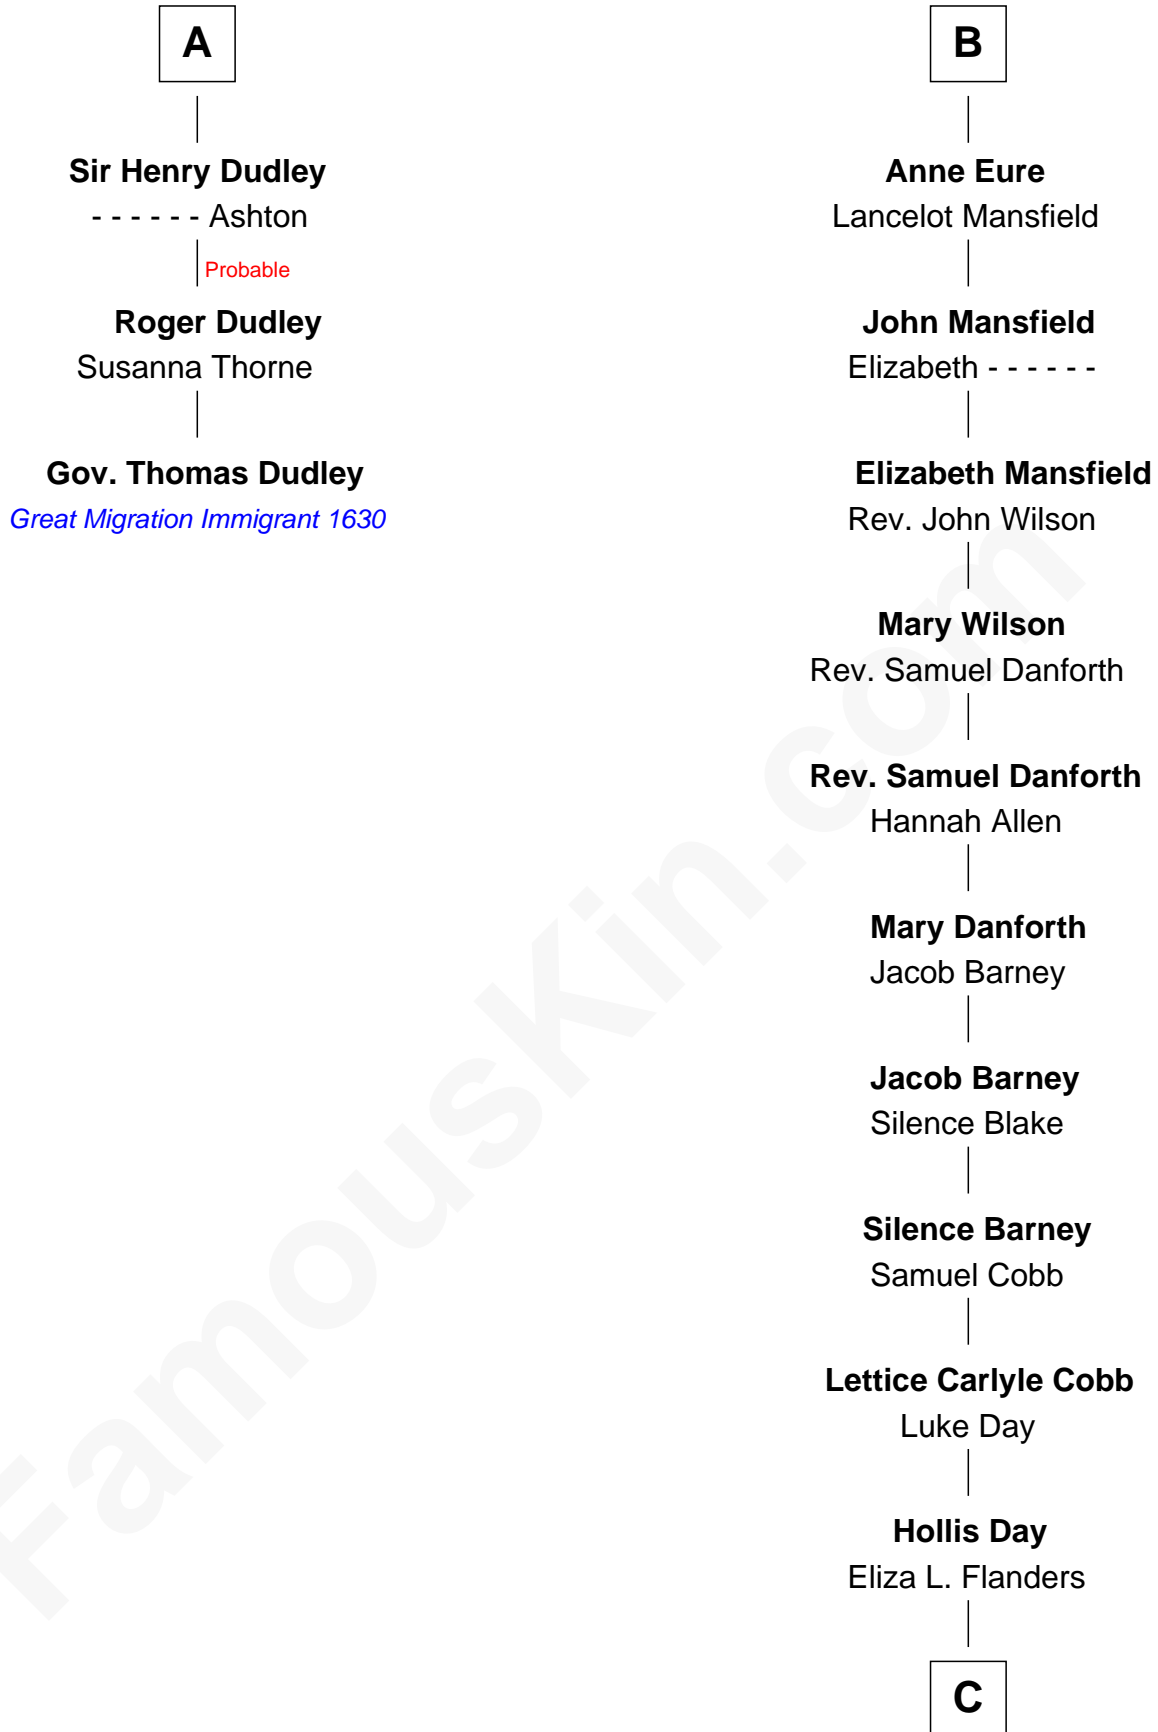 A
Sir Henry Dudley
- - - - - - Ashton
Probable
Roger Dudley
Susanna Thorne
Gov. Thomas Dudley
Great Migration Immigrant 1630
B
Anne Eure
Lancelot Mansfield
John Mansfield
Elizabeth - - - - - -
Elizabeth Mansfield
Rev. John Wilson
Mary Wilson
Rev. Samuel Danforth
Rev. Samuel Danforth
Hannah Allen
Mary Danforth
Jacob Barney
Jacob Barney
Silence Blake
Silence Barney
Samuel Cobb
Lettice Carlyle Cobb
Luke Day
Hollis Day
Eliza L. Flanders
C
FamousKin.com